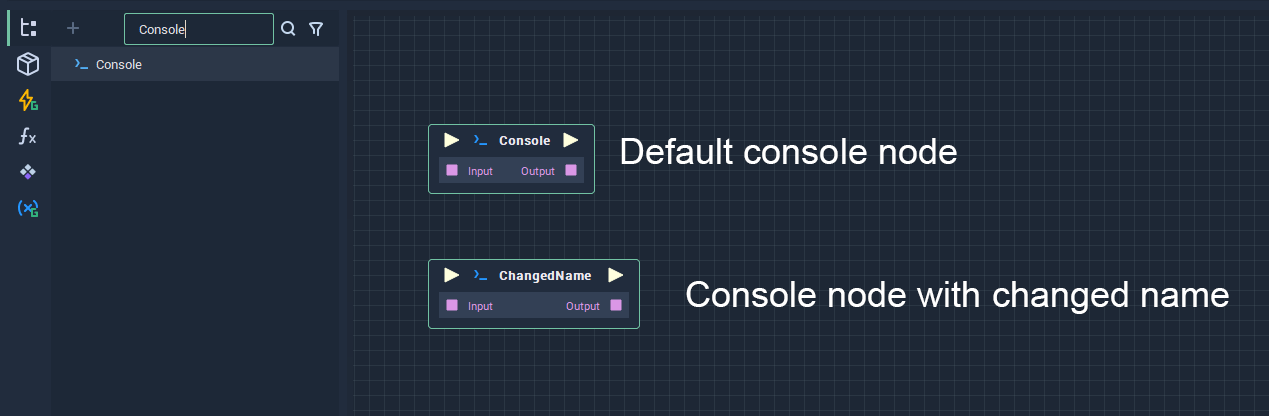 Console
Console
Console
Input Output
Default console node
ChangedName
Input Output
Console node with changed name